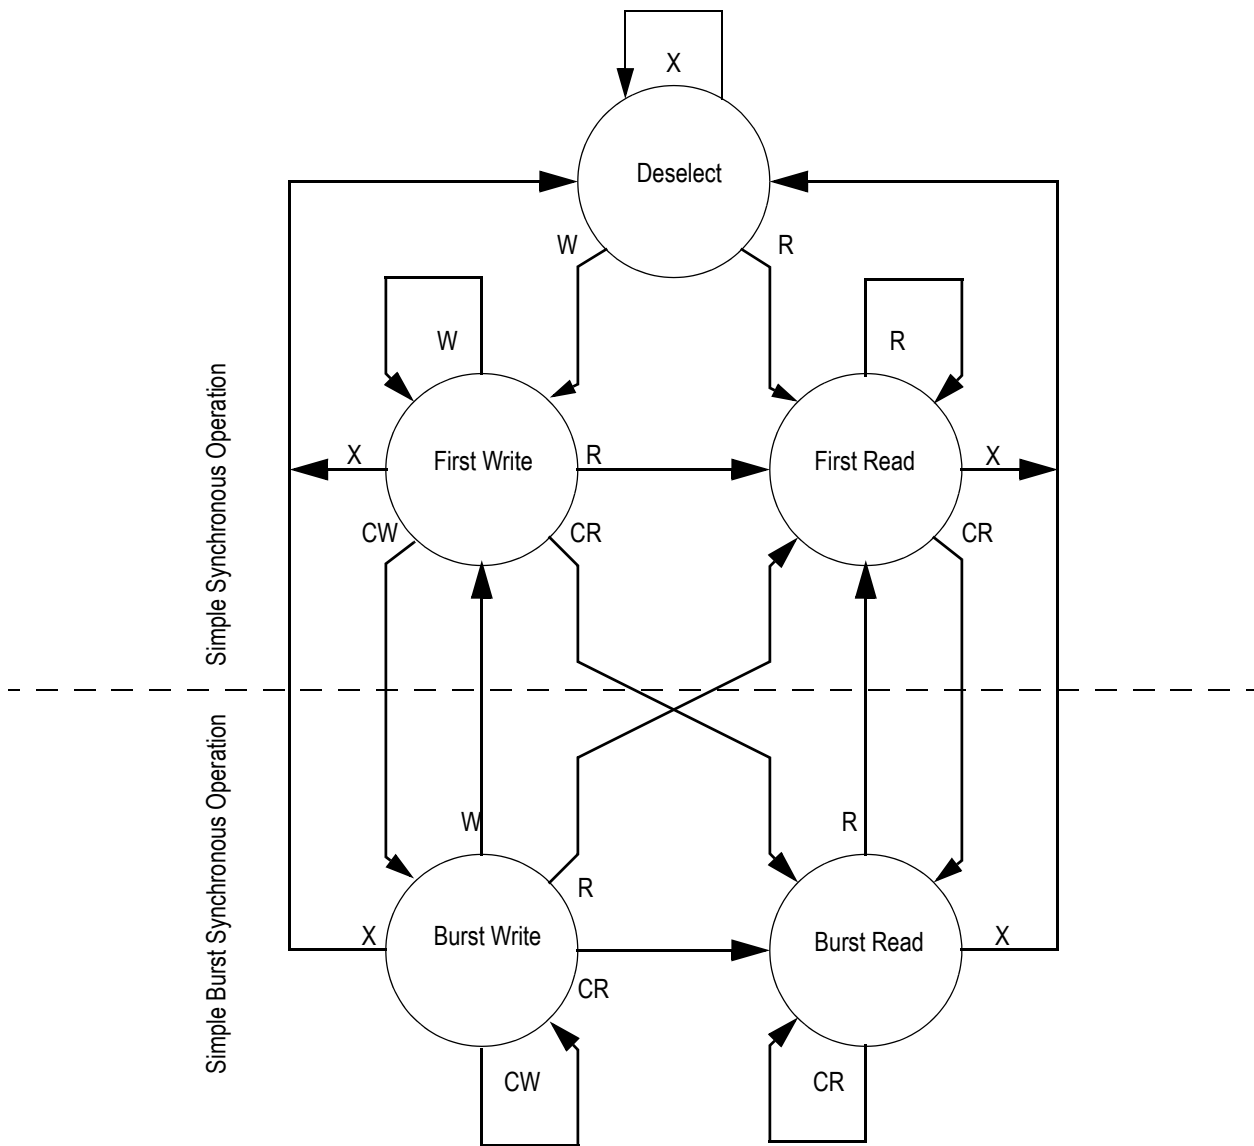 X
Deselect
W
R
W
R
Simple Synchronous Operation
X
First Write
R
First Read
X
CW
CR
CR
Simple Burst Synchronous Operation
W
R
R
X
Burst Write
Burst Read
X
CR
CW
CR